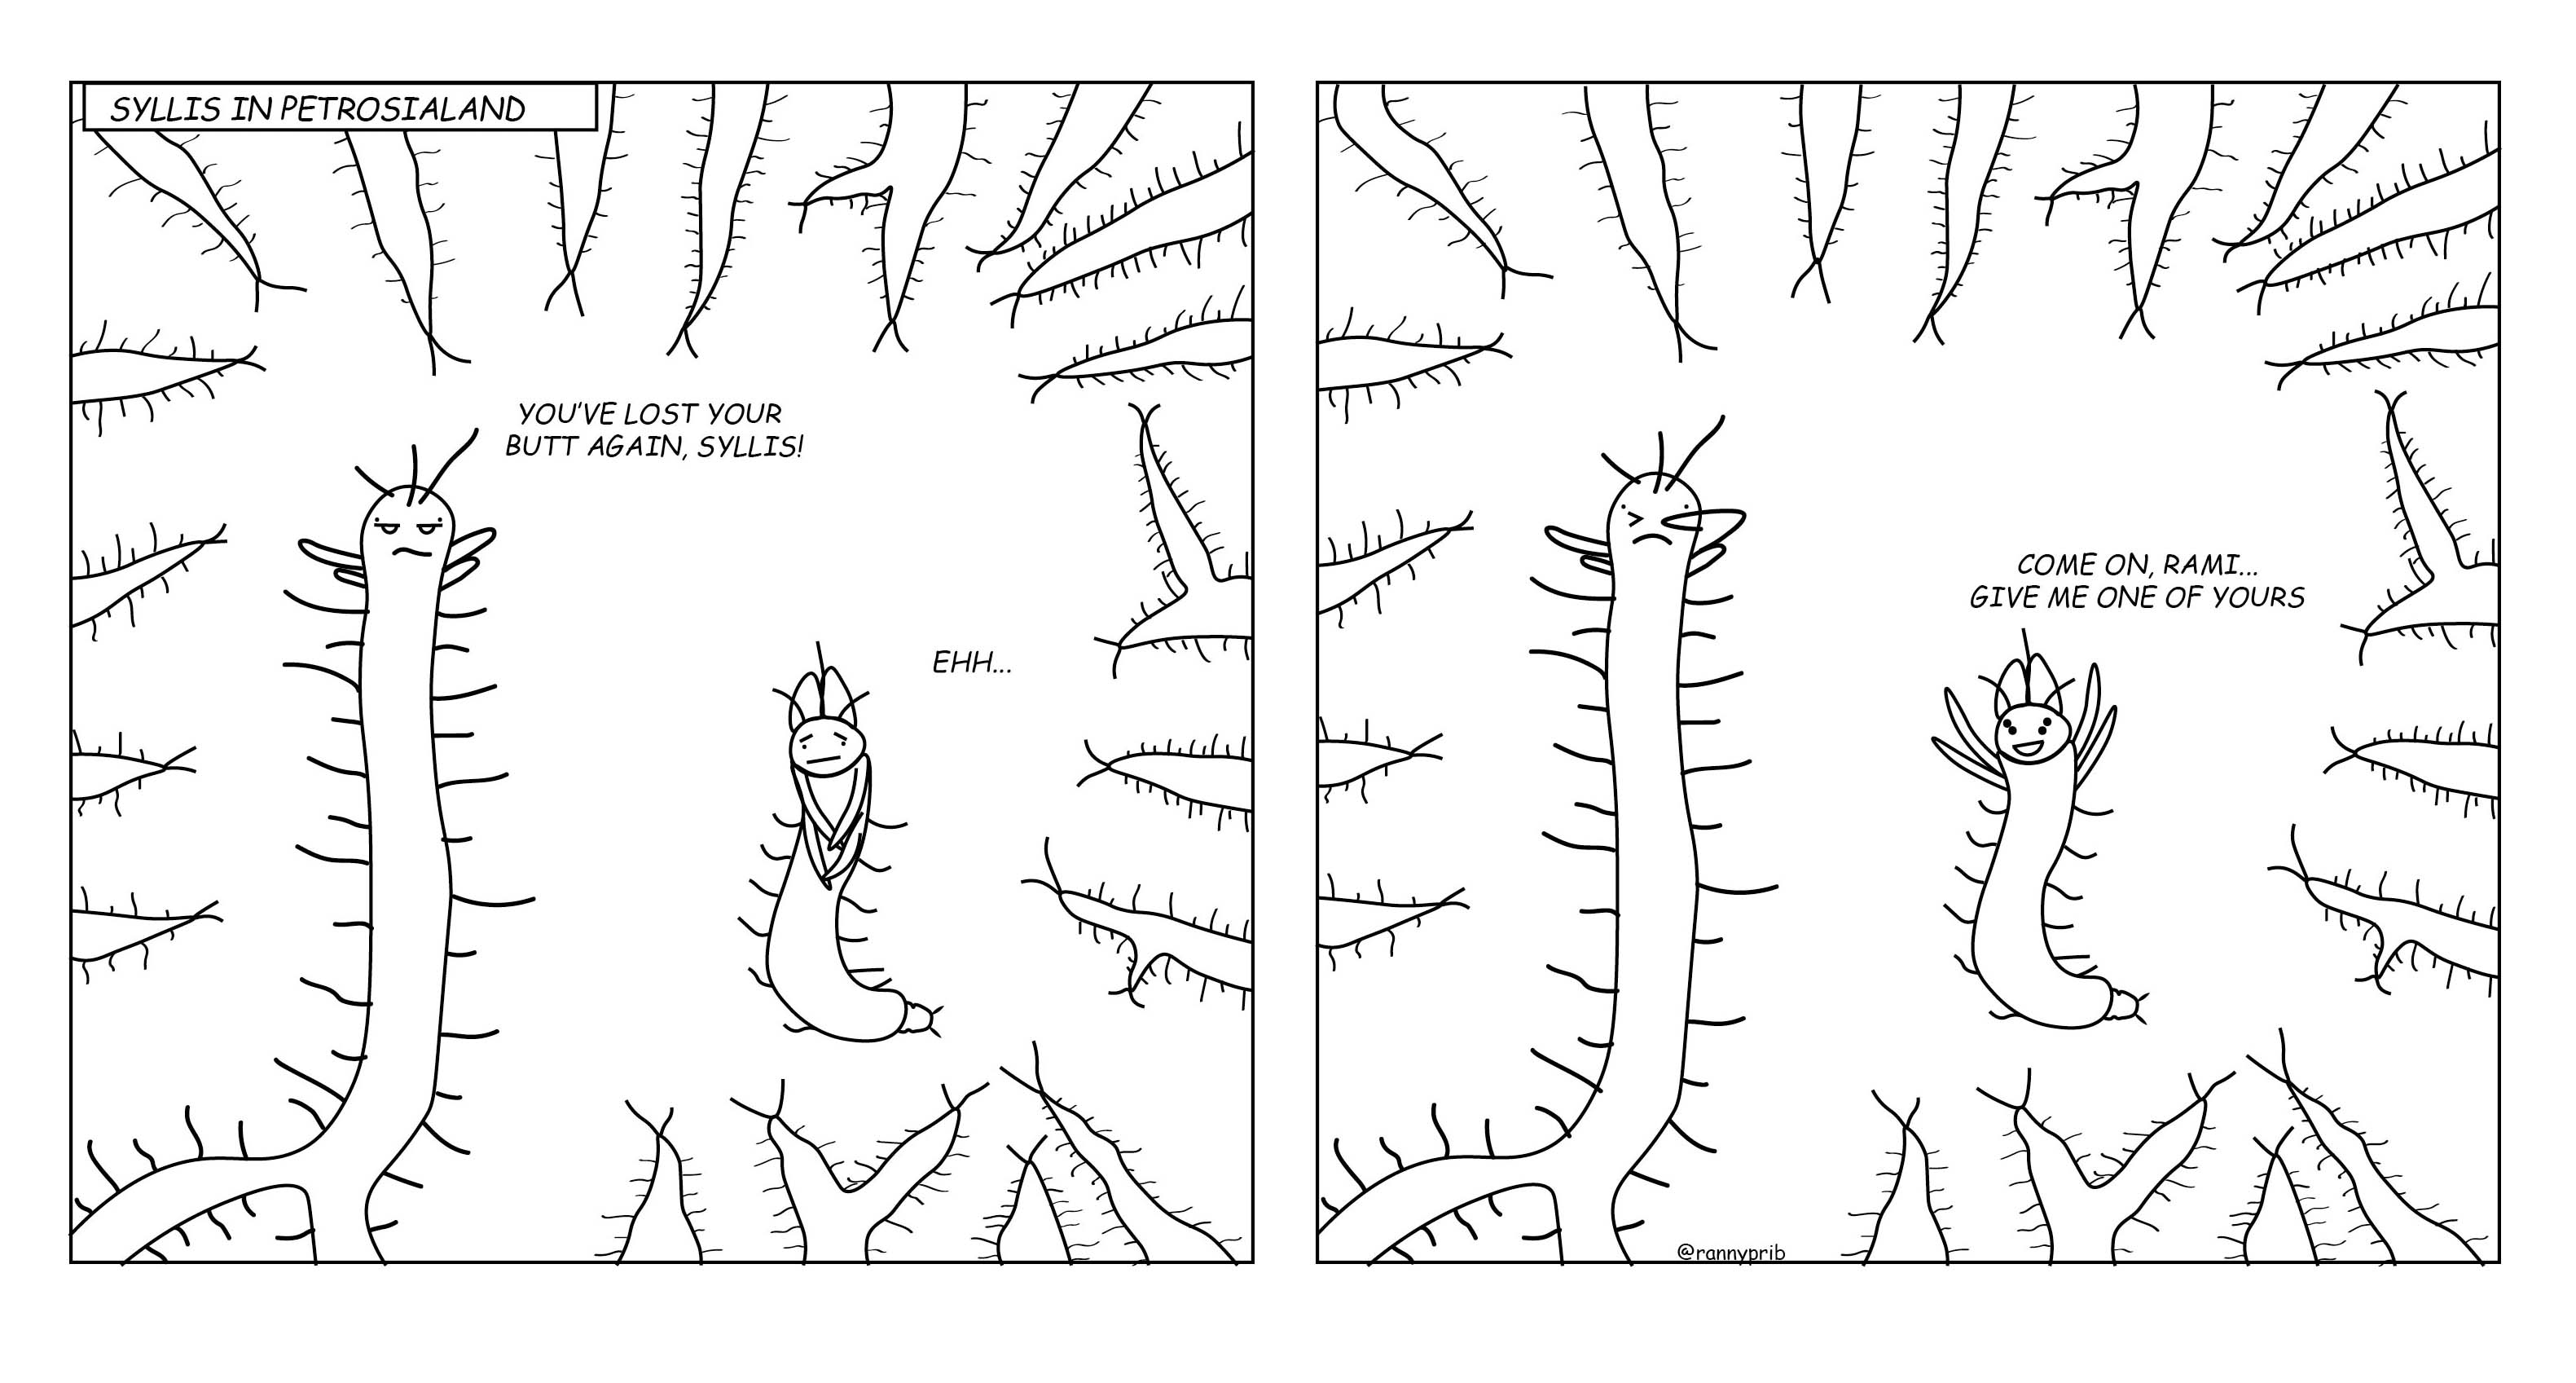 SYLLIS IN PETROSIALAND
YOU'VE LOST YOUR
BUTT AGAIN, SYLLIS!
EHH...
COME ON, RAMI...
GIVE ME ONE OF YOURS
@rannyprib